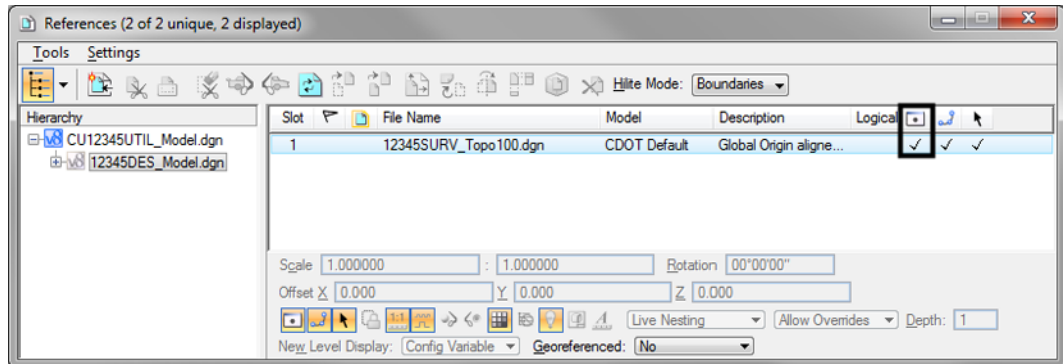 References (2 of 2 unique, 2 displayed)
Tools Settings
Hilite Mode: Boundaries
Hierarchy
Slot File Name Model Description Logical
CU12345UTIL_Model.dgn
12345DES_Model.dgn
1 12345SURV_Topo100.dgn CDOT Default Global Origin aligne... ✓ ✓ ✓
Scale 1.000000 : 1.000000 Rotation 00°00'00"
Offset X 0.000 Y 0.000 Z 0.000
1:1 Live Nesting Allow Overrides Depth: 1
New Level Display: Config Variable Georeferenced: No